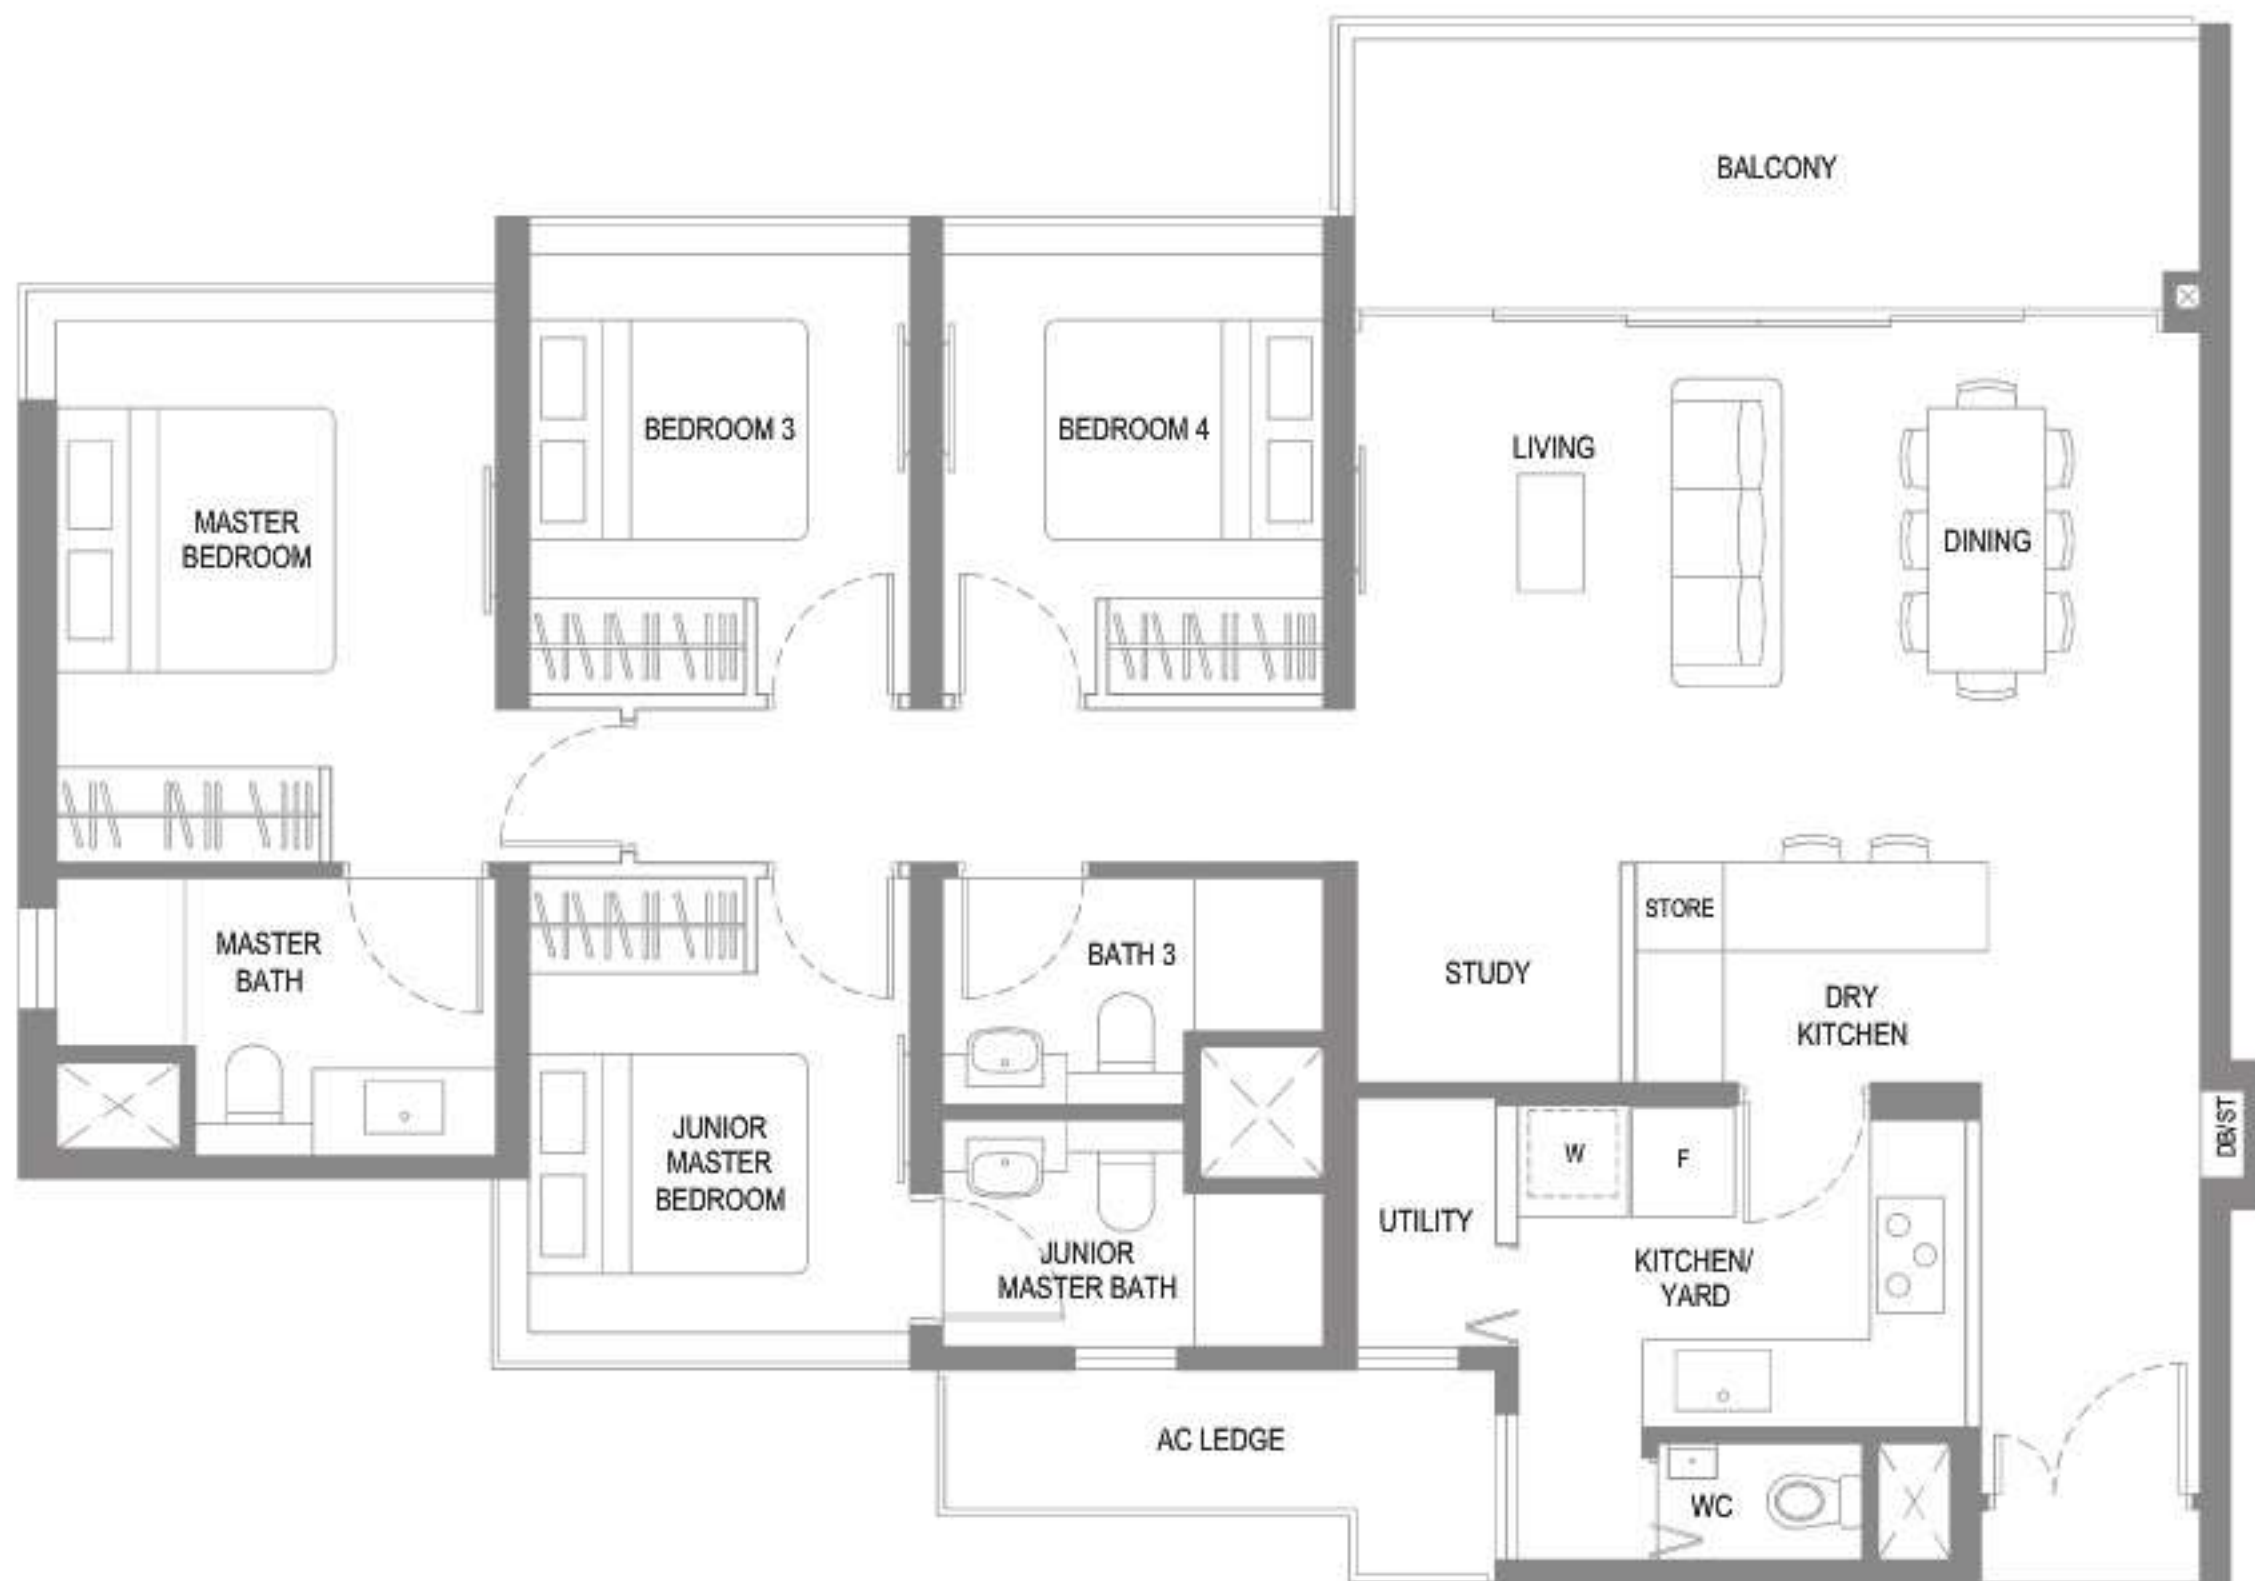 BALCONY
BEDROOM 3
BEDROOM 4
LIVING
MASTER
BEDROOM
DINING
STORE
MASTER
BATH
BATH 3
STUDY
DRY
KITCHEN
JUNIOR
MASTER
BEDROOM
W
F
DB/ST
UTILITY
JUNIOR
MASTER BATH
KITCHEN/
YARD
AC LEDGE
WC